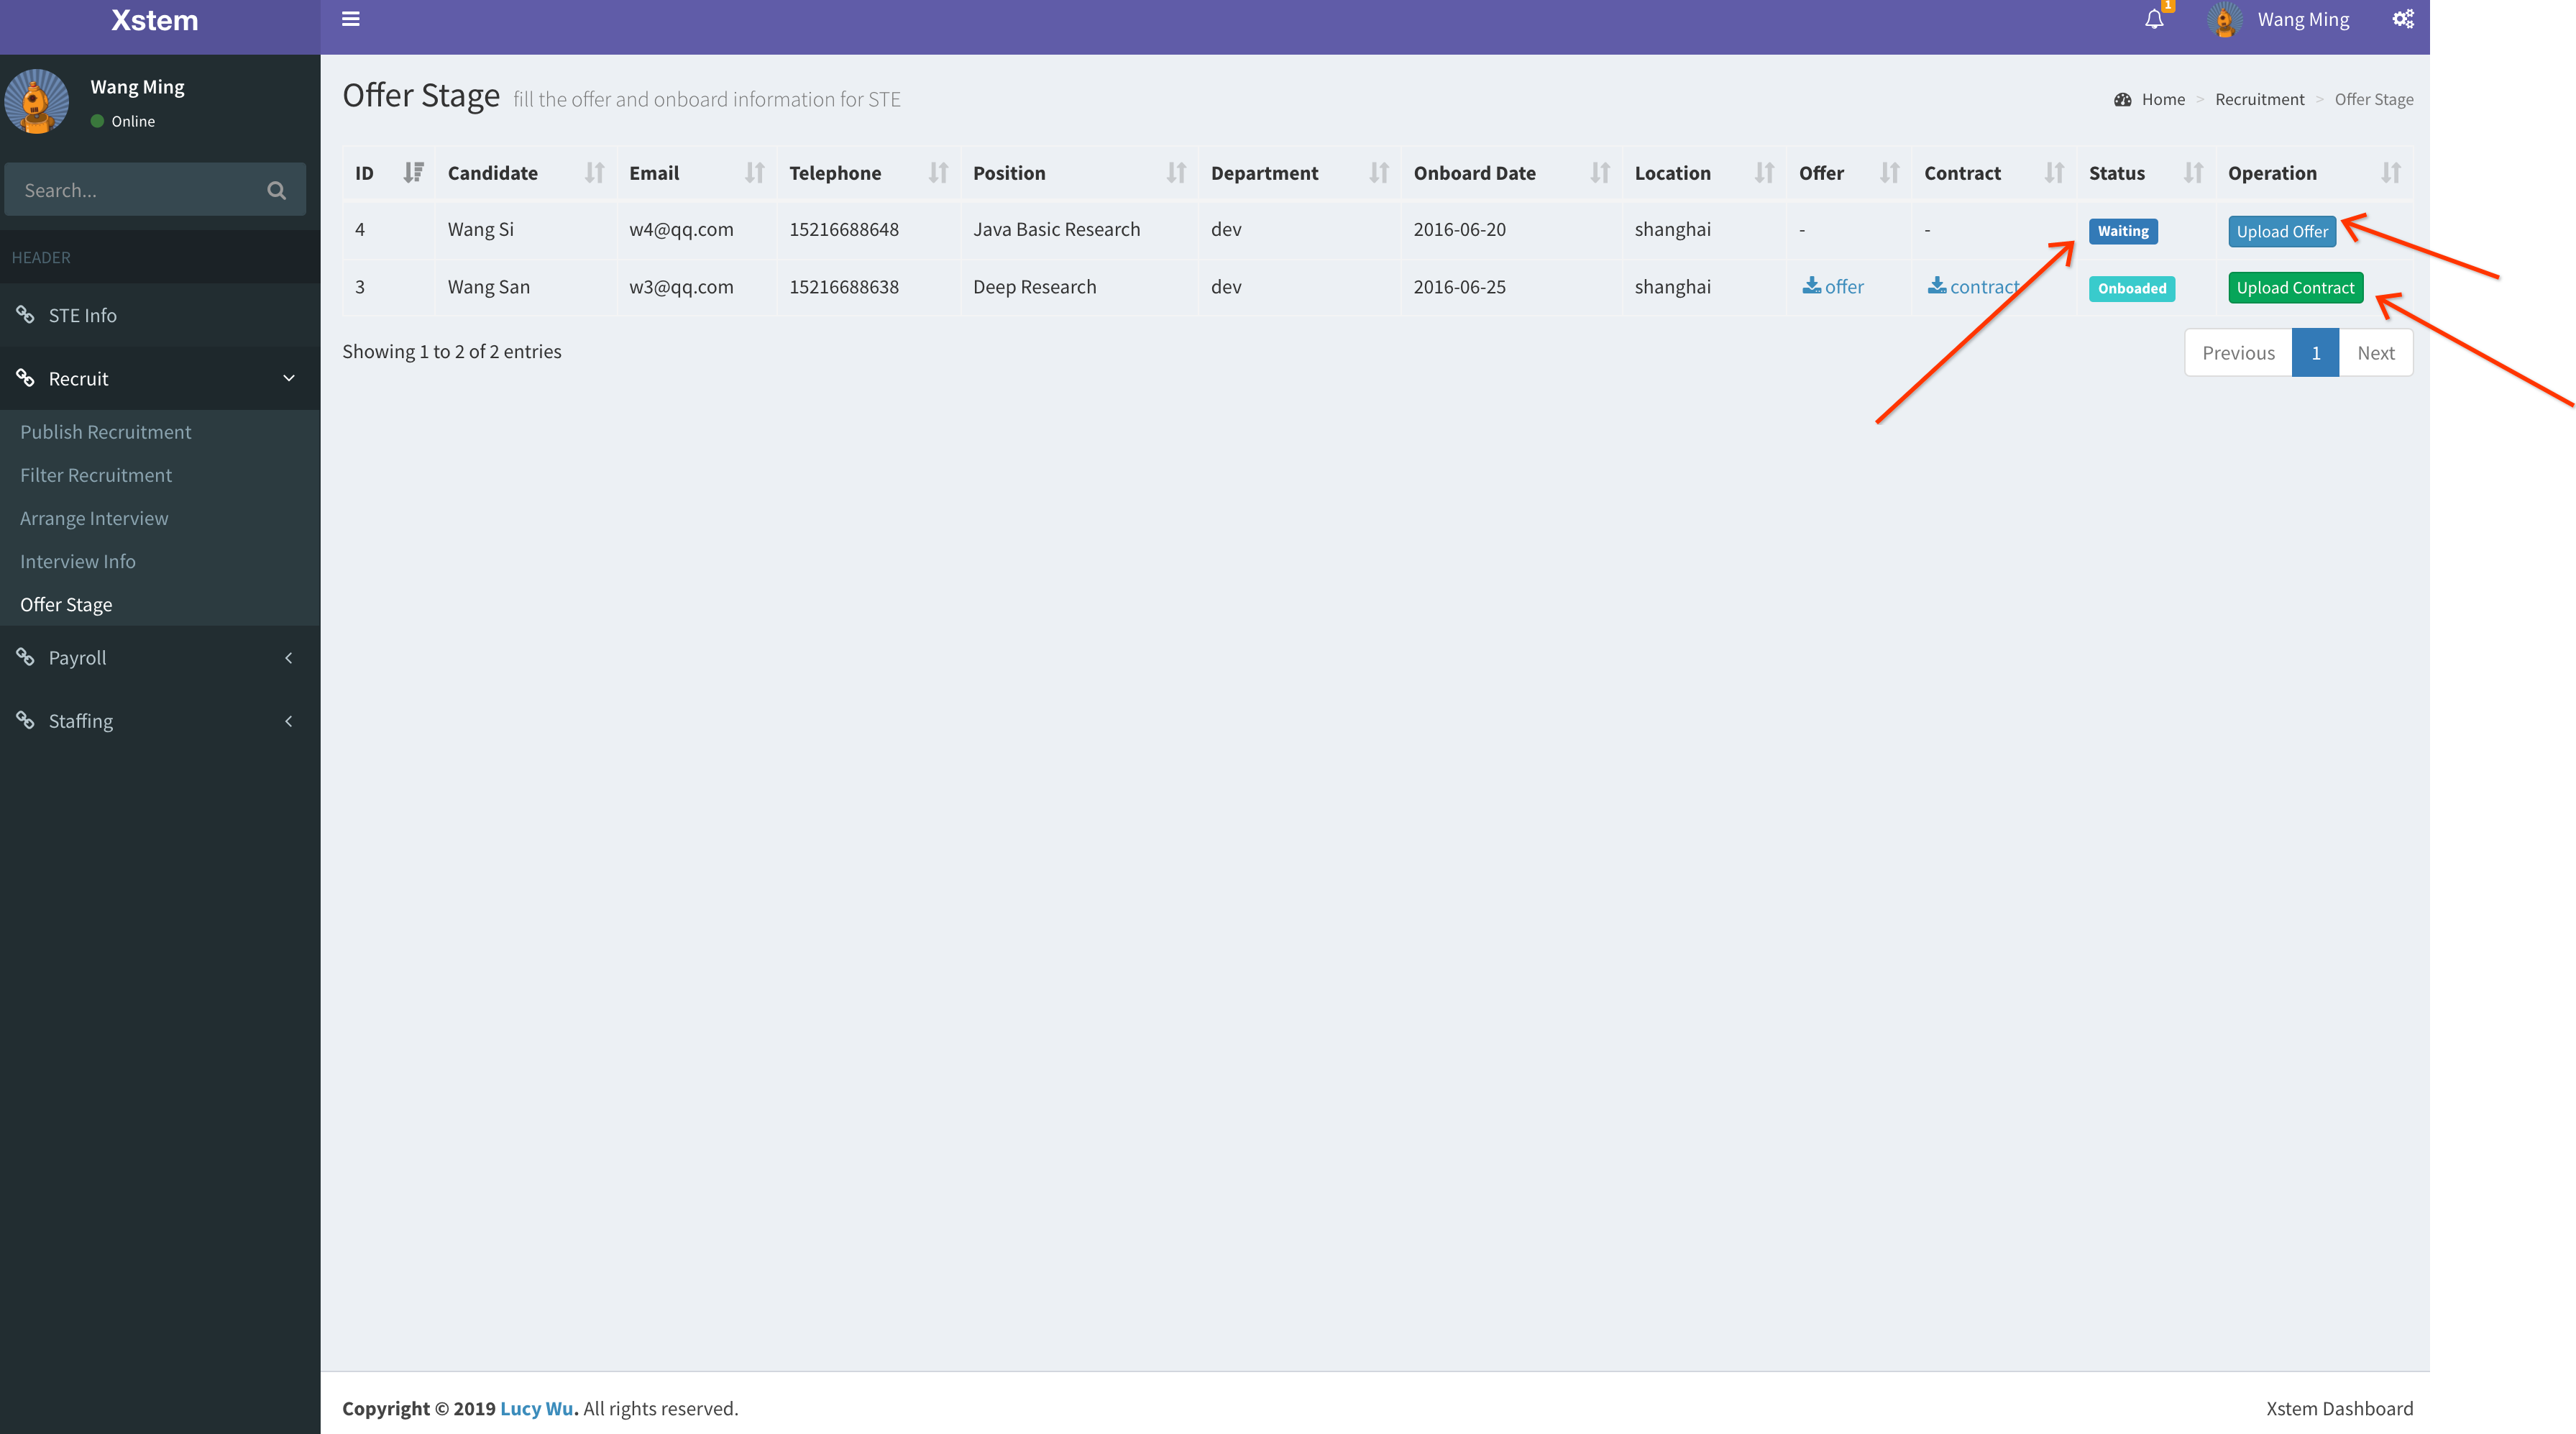 Xstem
1
Wang Ming
Wang Ming
Online
Search...
HEADER
STE Info
Recruit
Publish Recruitment
Filter Recruitment
Arrange Interview
Interview Info
Offer Stage
Payroll
Staffing
Offer Stage fill the offer and onboard information for STE
Home > Recruitment > Offer Stage
ID Candidate Email Telephone Position Department Onboard Date Location Offer Contract Status Operation
4 Wang Si w4@qq.com 15216688648 Java Basic Research dev 2016-06-20 shanghai - - Waiting Upload Offer
3 Wang San w3@qq.com 15216688638 Deep Research dev 2016-06-25 shanghai offer contract Onboaded Upload Contract
Showing 1 to 2 of 2 entries
Previous 1 Next
Copyright © 2019 Lucy Wu. All rights reserved.
Xstem Dashboard